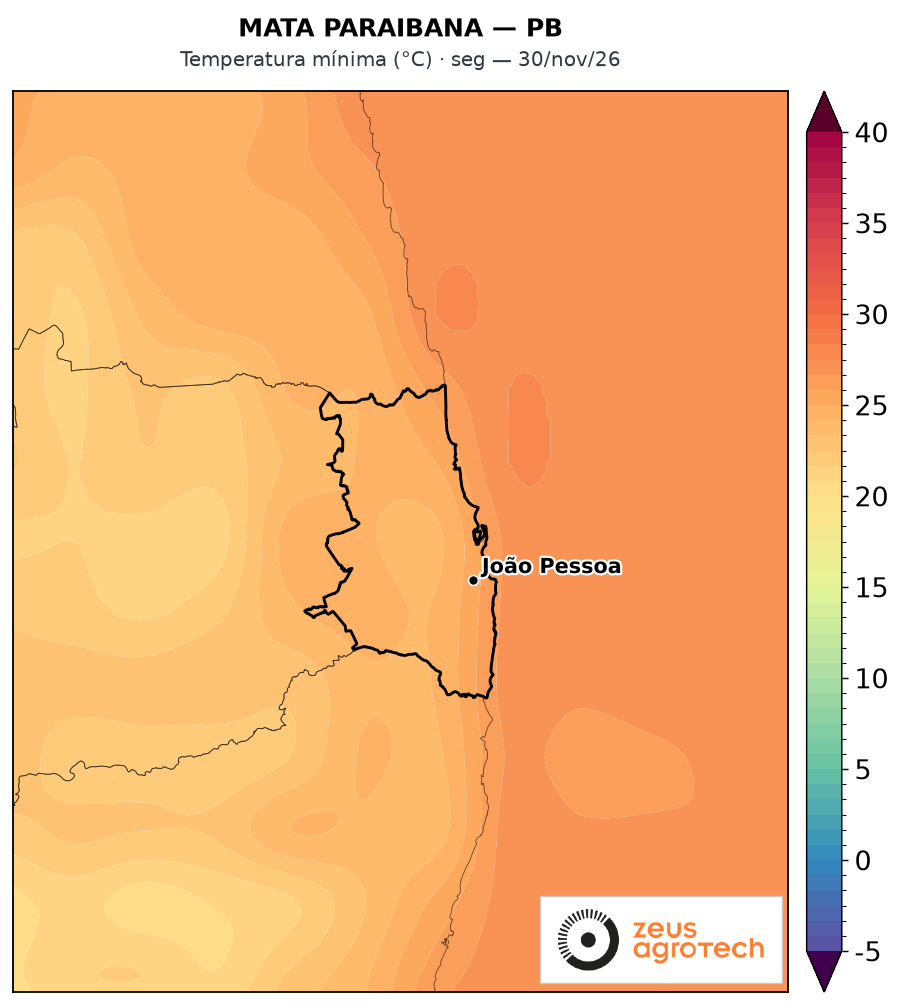 MATA PARAIBANA — PB
Temperatura mínima (°C) · seg — 30/nov/26
40
35
30
25
20
15
10
5
0
-5
João Pessoa
zeus
agrotech